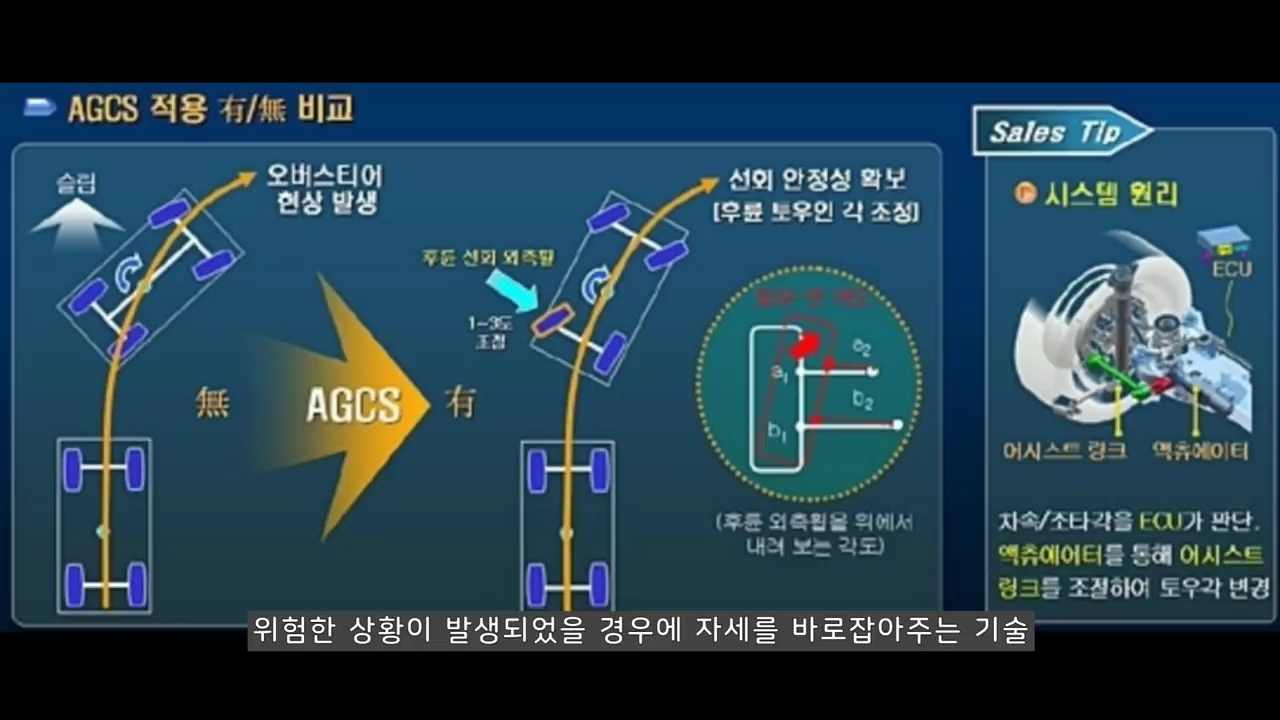 AGCS 적용 有/無 비교
슬립
오버스티어
현상 발생
無
AGCS
有
후륜 선회 외측휠
1~3도
조절
선회 안정성 확보
[후륜 토우인 각 조정]
a₁
a₂
b₁
b₂
(후륜 외측휠을 위에서
내려 보는 각도)
Sales Tip
시스템 원리
ECU
어시스트 링크
액츄에이터
차속/조타각을 ECU가 판단.
액츄에이터를 통해 어시스트
링크를 조절하여 토우각 변경
위험한 상황이 발생되었을 경우에 자세를 바로잡아주는 기술